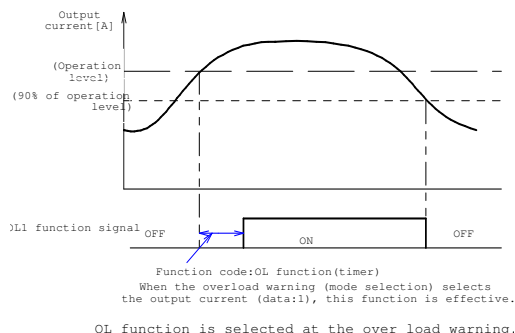 Output
current[A]
(Operation
level)
(90% of operation
level)
OL1 function signal
OFF
ON
OFF
Function code:OL function(timer)
When the overload warning (mode selection) selects
the output current (data:1), this function is effective.
OL function is selected at the over load warning.